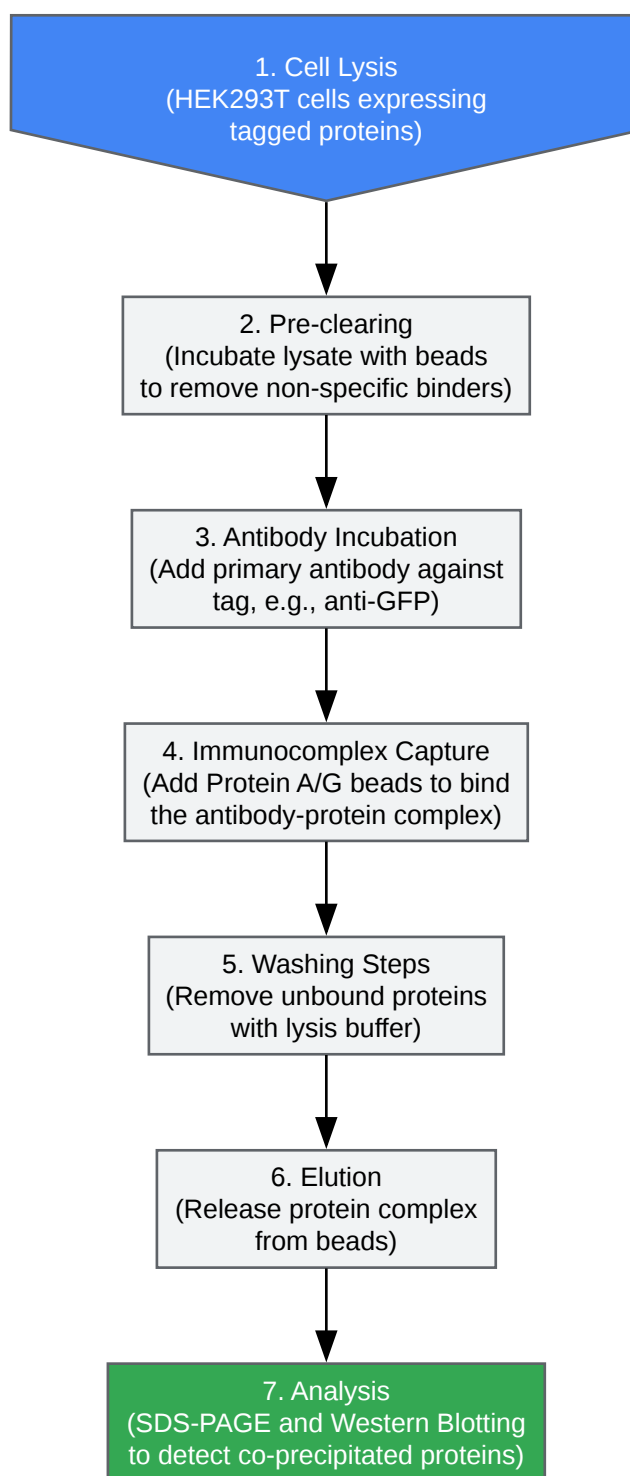 1. Cell Lysis
(HEK293T cells expressing
tagged proteins)
2. Pre-clearing
(Incubate lysate with beads
to remove non-specific binders)
3. Antibody Incubation
(Add primary antibody against
tag, e.g., anti-GFP)
4. Immunocomplex Capture
(Add Protein A/G beads to bind
the antibody-protein complex)
5. Washing Steps
(Remove unbound proteins
with lysis buffer)
6. Elution
(Release protein complex
from beads)
7. Analysis
(SDS-PAGE and Western Blotting
to detect co-precipitated proteins)